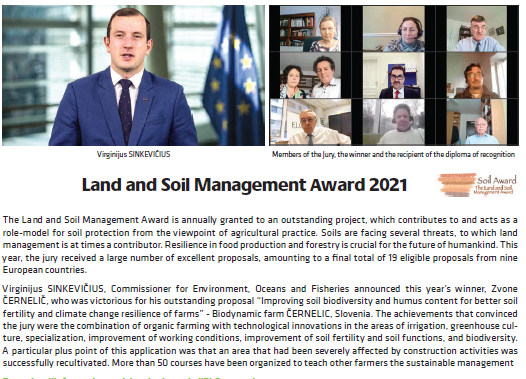 Virginijus SINKEVIČIUS
Members of the Jury, the winner and the recipient of the diploma of recognition
Land and Soil Management Award 2021
Soil Award
The Land and Soil
Management Award
The Land and Soil Management Award is annually granted to an outstanding project, which contributes to and acts as a
role-model for soil protection from the viewpoint of agricultural practice. Soils are facing several threats, to which land
management is at times a contributor. Resilience in food production and forestry is crucial for the future of humankind. This
year, the jury received a large number of excellent proposals, amounting to a final total of 19 eligible proposals from nine
European countries.
Virginijus SINKEVIČIUS, Commissioner for Environment, Oceans and Fisheries announced this year's winner, Zvone
ČERNELIČ, who was victorious for his outstanding proposal “Improving soil biodiversity and humus content for better soil
fertility and climate change resilience of farms” - Biodynamic farm ČERNELIC, Slovenia. The achievements that convinced
the jury were the combination of organic farming with technological innovations in the areas of irrigation, greenhouse cul-
ture, specialization, improvement of working conditions, improvement of soil fertility and soil functions, and biodiversity.
A particular plus point of this application was that an area that had been severely affected by construction activities was
successfully recultivated. More than 50 courses have been organized to teach other farmers the sustainable management